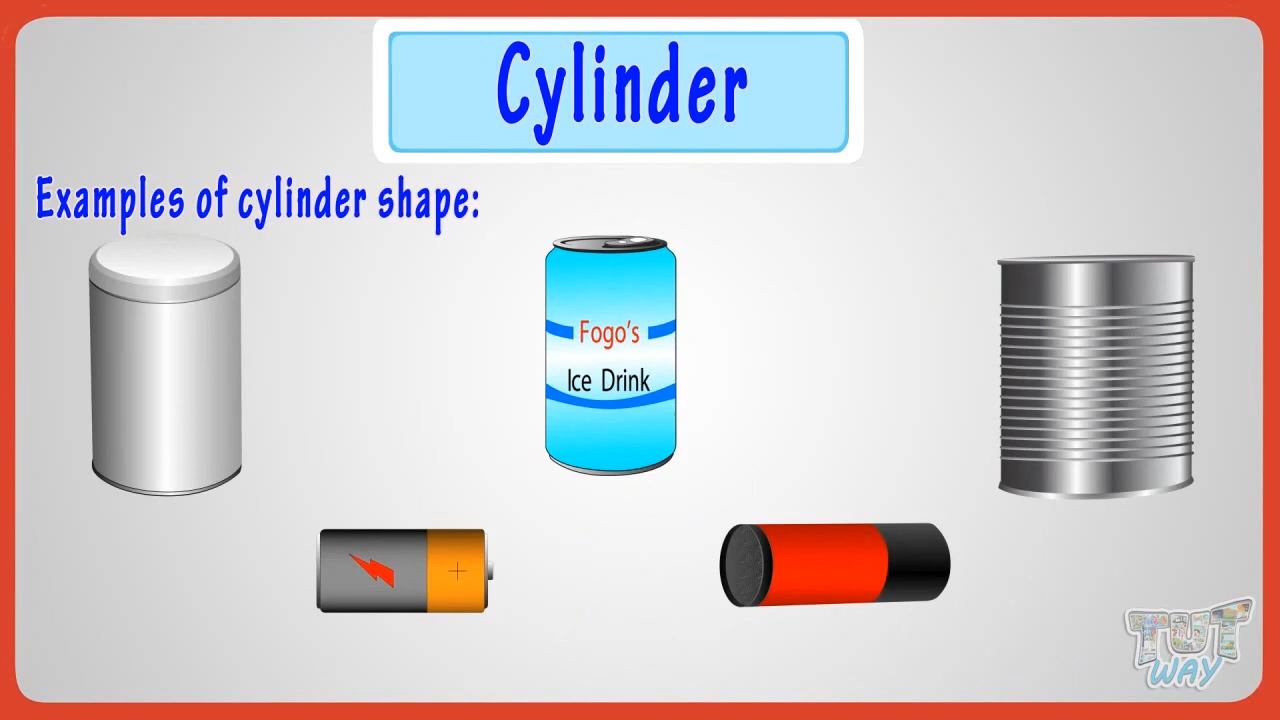 Cylinder
Examples of cylinder shape:
Fogo's
Ice Drink
+
TUT
WAY